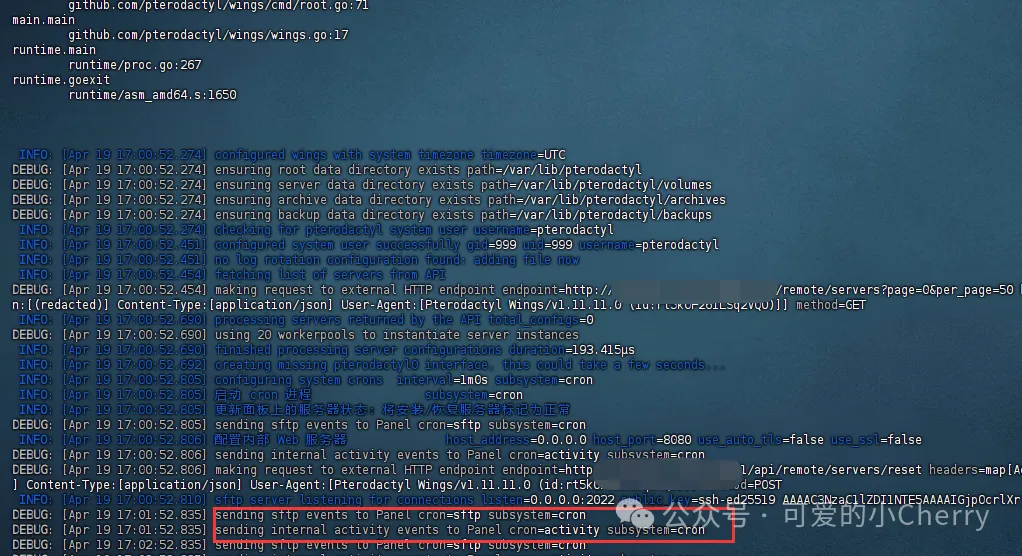 github.com/pterodactyl/wings/cmd/root.go:71
main.main
github.com/pterodactyl/wings/wings.go:17
runtime.main
runtime/proc.go:267
runtime.goexit
runtime/asm_amd64.s:1650
INFO: [Apr 19 17:00:52.274] configured wings with system timezone timezone=UTC
DEBUG: [Apr 19 17:00:52.274] ensuring root data directory exists path=/var/lib/pterodactyl
DEBUG: [Apr 19 17:00:52.274] ensuring server data directory exists path=/var/lib/pterodactyl/volumes
DEBUG: [Apr 19 17:00:52.274] ensuring archive data directory exists path=/var/lib/pterodactyl/archives
DEBUG: [Apr 19 17:00:52.274] ensuring backup data directory exists path=/var/lib/pterodactyl/backups
INFO: [Apr 19 17:00:52.274] checking for pterodactyl system user username=pterodactyl
INFO: [Apr 19 17:00:52.451] configured system user successfully gid=999 uid=999 username=pterodactyl
INFO: [Apr 19 17:00:52.451] no log rotation configuration found: adding file now
INFO: [Apr 19 17:00:52.454] fetching list of servers from API
DEBUG: [Apr 19 17:00:52.454] making request to external HTTP endpoint endpoint=http:// /remote/servers?page=0&per_page=50
n:[(redacted)] Content-Type:[application/json] User-Agent:[Pterodactyl Wings/v1.11.11.0 method=GET
INFO: [Apr 19 17:00:52.690] processing servers returned by the API total_configs=0
DEBUG: [Apr 19 17:00:52.690] using 20 workerpools to instantiate server instances
INFO: [Apr 19 17:00:52.690] finished processing server configurations duration=193.415µs
INFO: [Apr 19 17:00:52.692] creating missing pterodactyl0 interface, this could take a few seconds...
INFO: [Apr 19 17:00:52.805] configuring system crons interval=1m0s subsystem=cron
INFO: [Apr 19 17:00:52.805] 启动 cron 进程 subsystem=cron
INFO: [Apr 19 17:00:52.805] 更新面板上的服务器状态: 将安装/恢复服务器标记为正常
DEBUG: [Apr 19 17:00:52.805] sending sftp events to Panel cron=sftp subsystem=cron
INFO: [Apr 19 17:00:52.806] 配置内部 Web 服务器 host_address=0.0.0.0 host_port=8080 use_auto_tls=false use_ssl=false
DEBUG: [Apr 19 17:00:52.806] sending internal activity events to Panel cron=activity subsystem=cron
DEBUG: [Apr 19 17:00:52.806] making request to external HTTP endpoint endpoint=http 1/api/remote/servers/reset headers=map[A
] Content-Type:[application/json] User-Agent:[Pterodactyl Wings/v1.11.11.0 =POST
INFO: [Apr 19 17:00:52.810] sftp server listening for connections listen=0.0.0.0:2022 public_key=ssh-ed25519
DEBUG: [Apr 19 17:01:52.835] sending sftp events to Panel cron=sftp subsystem=cron
DEBUG: [Apr 19 17:01:52.835] sending internal activity events to Panel cron=activity subsystem=cron
DEBUG: [Apr 19 17:02:52.835] sending sftp events to Panel cron=sftp subsystem=cron
公众号 · 可爱的小Cherry